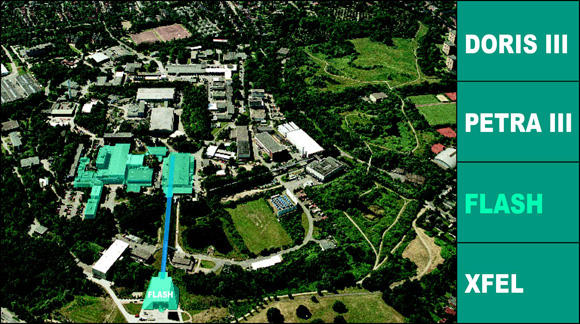 DORIS III
PETRA III
FLASH
XFEL
FLASH